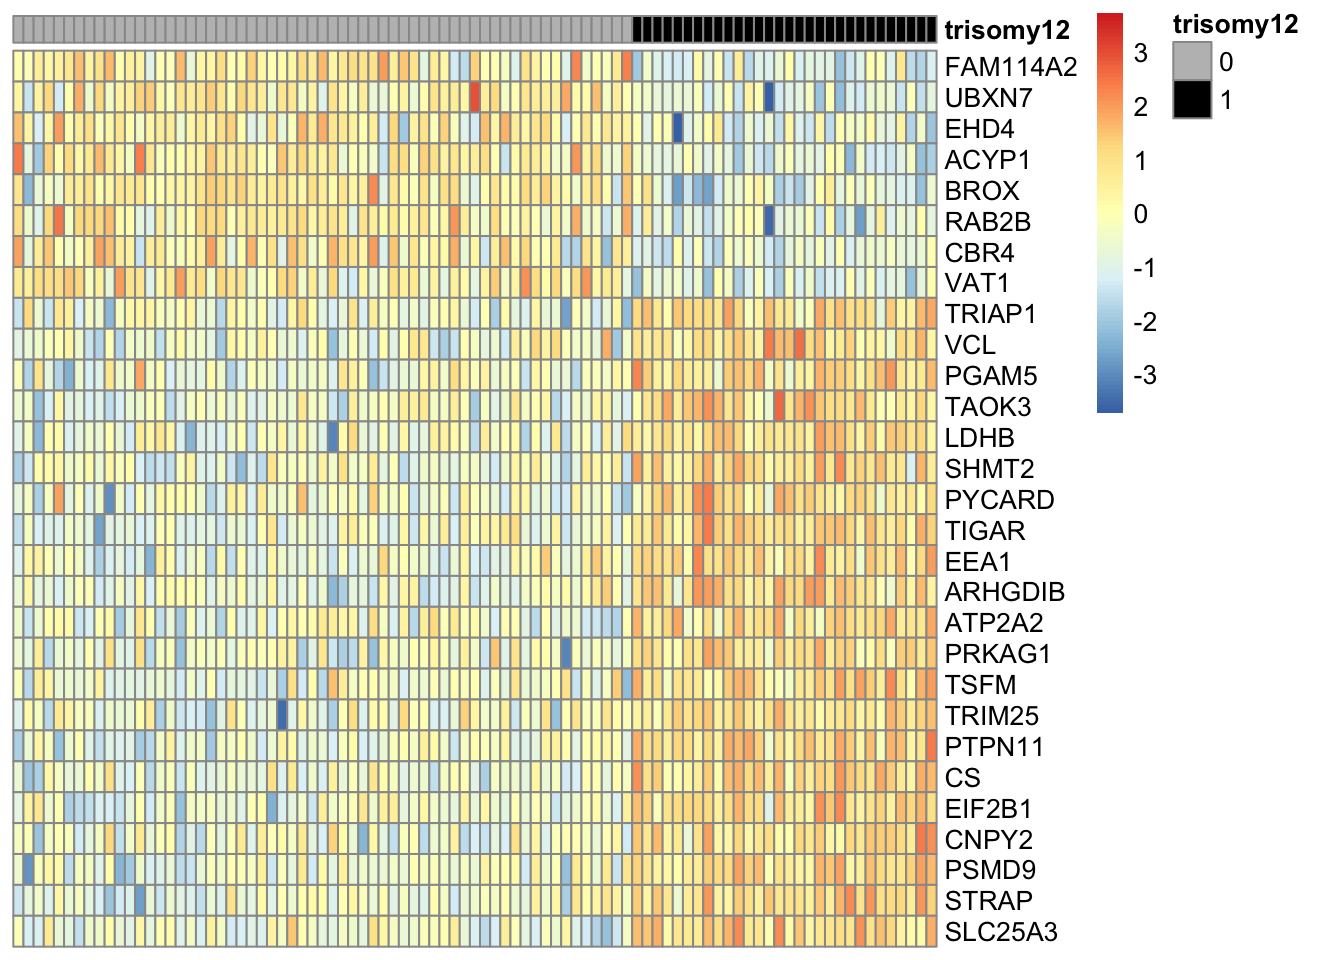 trisomy12
FAM114A2
UBXN7
EHD4
ACYP1
BROX
RAB2B
CBR4
VAT1
TRIAP1
VCL
PGAM5
TAOK3
LDHB
SHMT2
PYCARD
TIGAR
EEA1
ARHGDIB
ATP2A2
PRKAG1
TSFM
TRIM25
PTPN11
CS
EIF2B1
CNPY2
PSMD9
STRAP
SLC25A3
3
2
1
0
-1
-2
-3
trisomy12
0
1